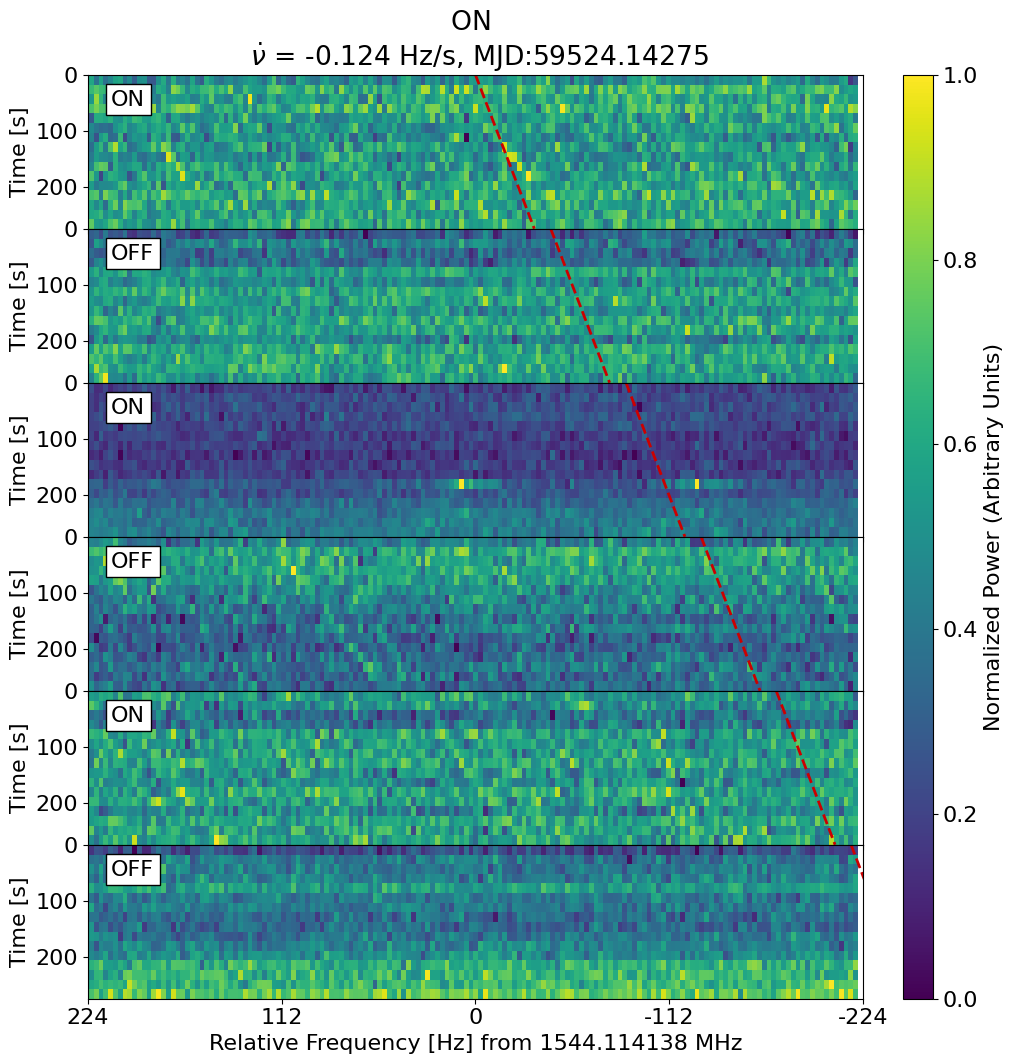 ON
ν̇ = -0.124 Hz/s, MJD:59524.14275
0
ON
100
200
Time [s]
0
OFF
100
200
Time [s]
0
ON
100
200
Time [s]
0
OFF
100
200
Time [s]
0
ON
100
200
Time [s]
0
OFF
100
200
Time [s]
224 112 0 -112 -224
Relative Frequency [Hz] from 1544.114138 MHz
1.0
0.8
0.6
0.4
0.2
0.0
Normalized Power (Arbitrary Units)